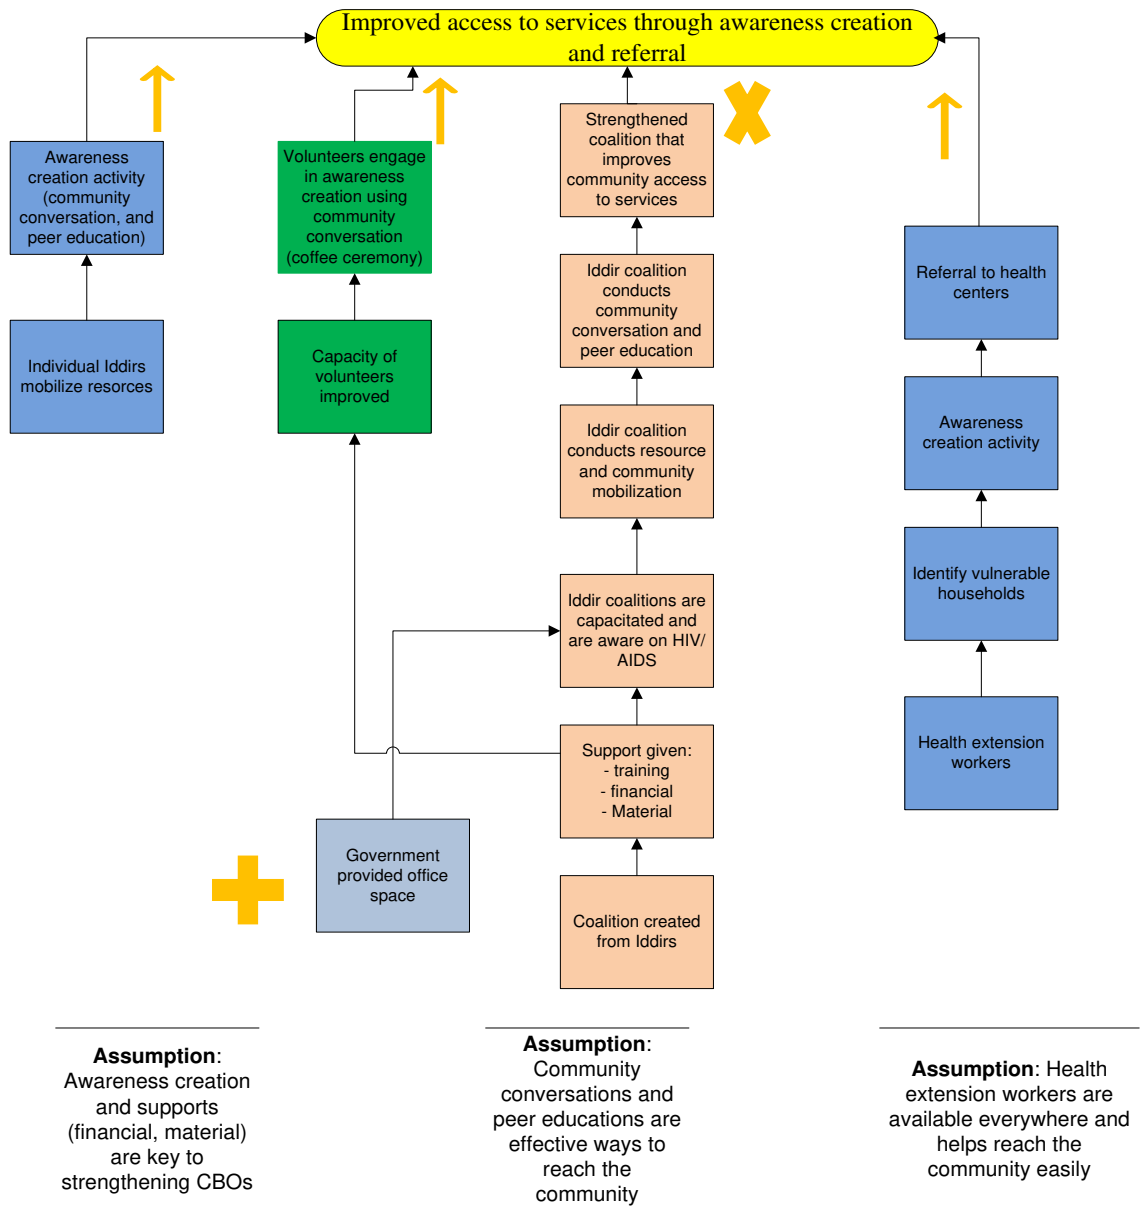 Improved access to services through awareness creation
and referral
Awareness
creation activity
(community
conversation, and
peer education)
Individual Iddirs
mobilize resorces
Volunteers engage
in awareness
creation using
community
conversation
(coffee ceremony)
Capacity of
volunteers
improved
Government
provided office
space
Strengthened
coalition that
improves
community access
to services
Iddir coalition
conducts
community
conversation and
peer education
Iddir coalition
conducts resource
and community
mobilization
Iddir coalitions are
capacitated and
are aware on HIV/
AIDS
Support given:
- training
- financial
- Material
Coalition created
from Iddirs
Referral to health
centers
Awareness
creation activity
Identify vulnerable
households
Health extension
workers
Assumption:
Awareness creation
and supports
(financial, material)
are key to
strengthening CBOs
Assumption:
Community
conversations and
peer educations are
effective ways to
reach the
community
Assumption: Health
extension workers are
available everywhere and
helps reach the
community easily